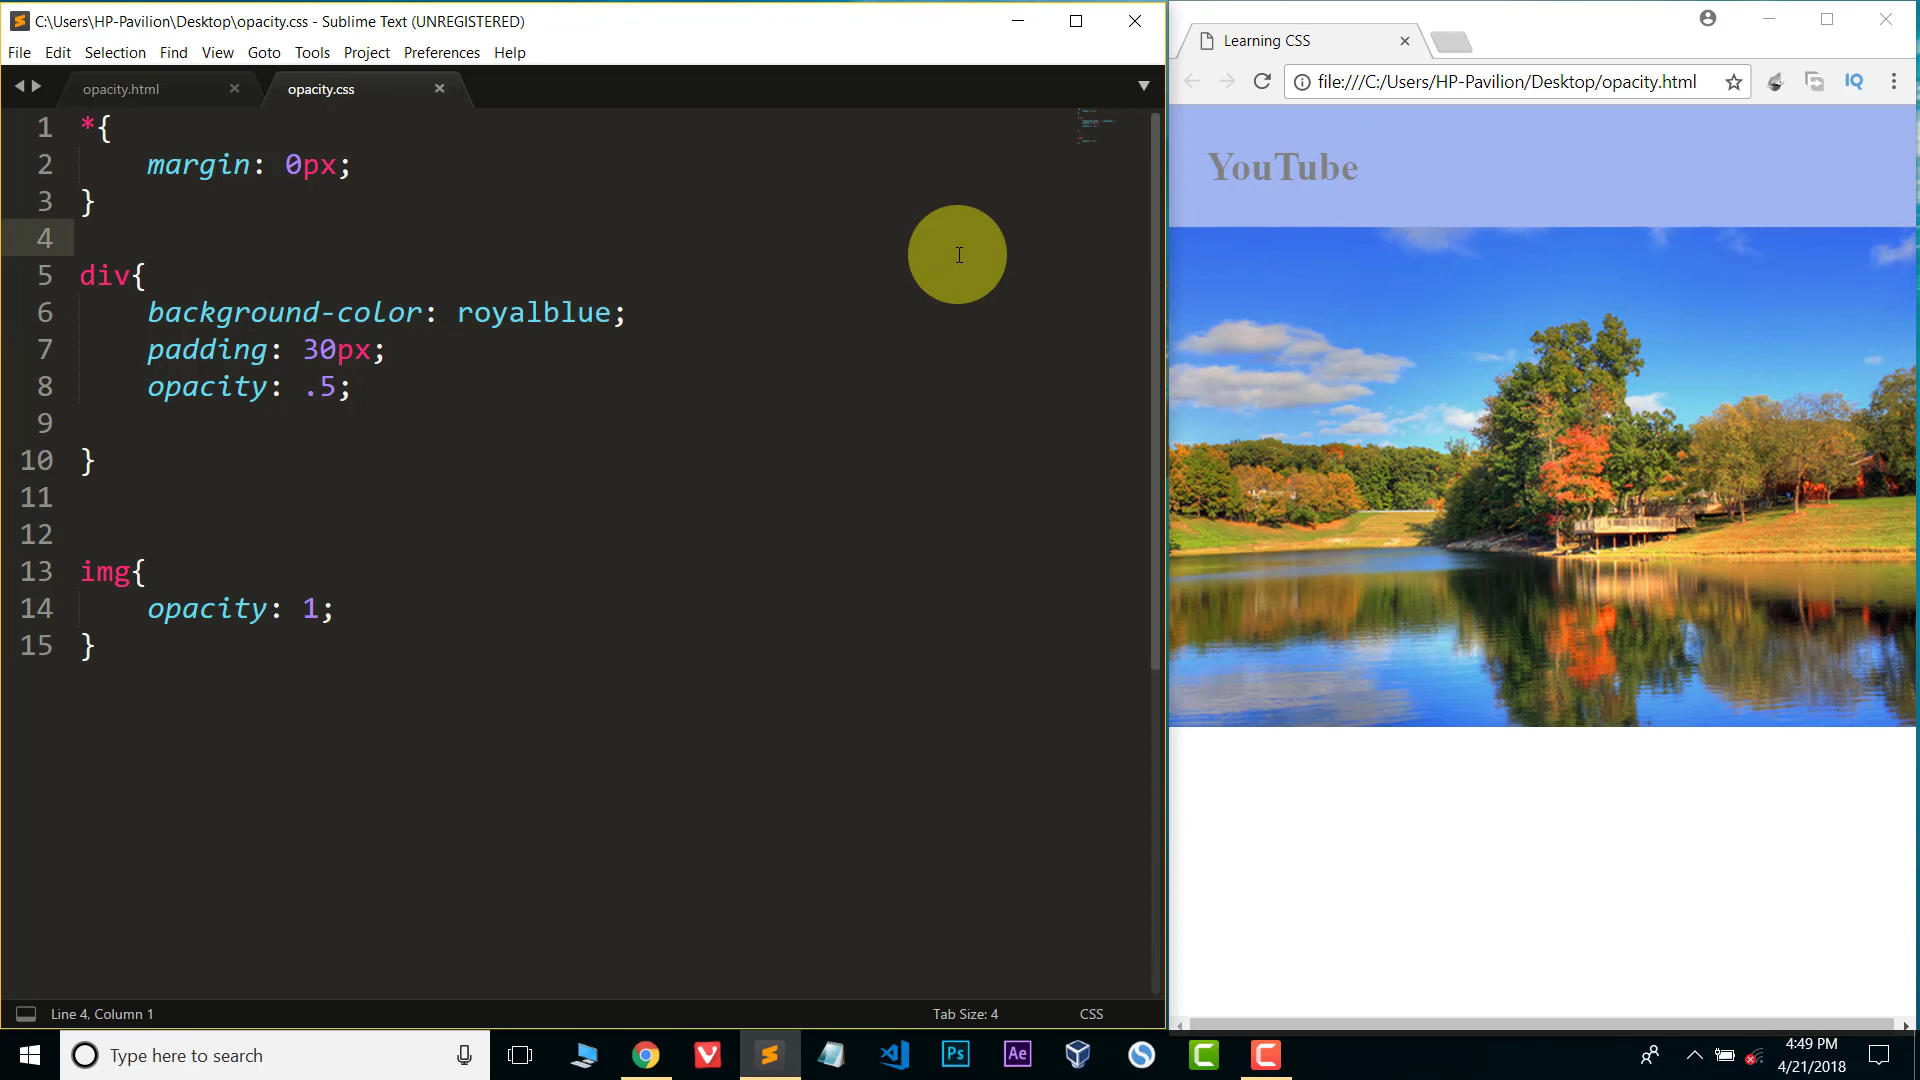 C:\Users\HP-Pavilion\Desktop\opacity.css - Sublime Text (UNREGISTERED)
File Edit Selection Find View Goto Tools Project Preferences Help
opacity.html
opacity.css
1 *{
2 margin: 0px;
3 }
4
5 div{
6 background-color: royalblue;
7 padding: 30px;
8 opacity: .5;
9
10 }
11
12
13 img{
14 opacity: 1;
15 }
Line 4, Column 1
Tab Size: 4
CSS
Learning CSS
file:///C:/Users/HP-Pavilion/Desktop/opacity.html
IQ
YouTube
Type here to search
Ps
Ae
4:49 PM
4/21/2018